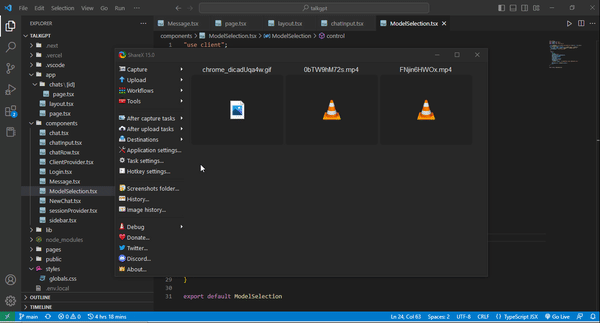 File Edit Selection View Go Run ...
talkgpt
EXPLORER
Message.tsx page.tsx layout.tsx chatInput.tsx ModelSelection.tsx
TALKGPT
components > ModelSelection.tsx > ModelSelection > control
"use client";
.next
.vercel
.vscode
app
chats \ [id]
page.tsx
layout.tsx
page.tsx
components
chat.tsx
chatInput.tsx
chatRow.tsx
ClientProvider.tsx
Login.tsx
Message.tsx
ModelSelection.tsx
NewChat.tsx
sessionProvider.tsx
sidebar.tsx
lib
node_modules
pages
public
styles
globals.css
.env.local
OUTLINE
TIMELINE
ShareX 15.0
Capture
Upload
Workflows
Tools
After capture tasks
After upload tasks
Destinations
Application settings...
Task settings...
Hotkey settings...
Screenshots folder...
History...
Image history...
Debug
Donate...
Twitter...
Discord...
About...
chrome_dicadUqa4w.gif
0bTW9hM72s.mp4
FNjin6HWOx.mp4
}
31 export default ModelSelection
main 0 0 4 hrs 18 mins Ln 24, Col 63 Spaces: 2 UTF-8 CRLF {} TypeScript JSX Go Live